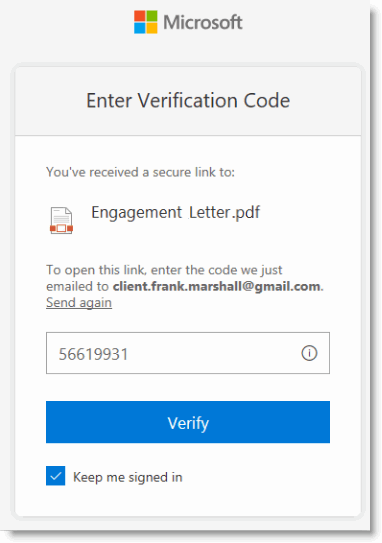 Microsoft
Enter Verification Code
You've received a secure link to:
Engagement Letter.pdf
To open this link, enter the code we just
emailed to client.frank.marshall@gmail.com.
Send again
56619931
Verify
Keep me signed in